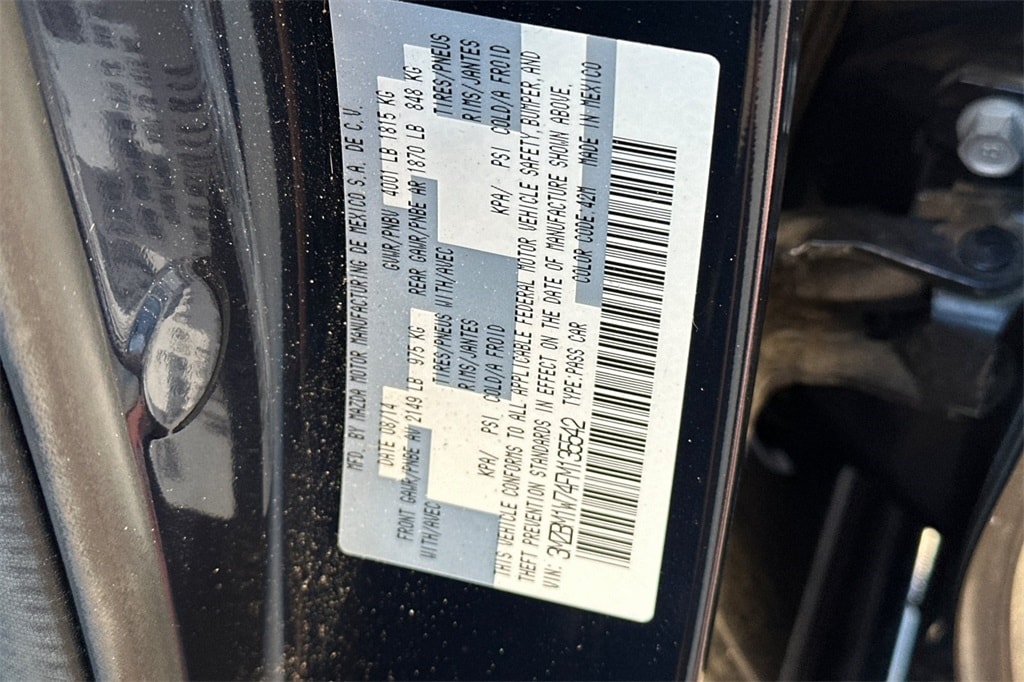 MFD. BY MAZDA MOTOR MANUFACTURING DE MEXICO S.A. DE C.V.
DATE 08/14 GVWR/PNBV 4001 LB 1815 KG
FRONT GAWR/PNBE AV 2149 LB 975 KG REAR GAWR/PNBE AR 1870 LB 848 KG
WITH/AVEC TIRES/PNEUS WITH/AVEC TIRES/PNEUS
RIMS/JANTES RIMS/JANTES
KPA/ PSI COLD/A FROID KPA/ PSI COLD/A FROID
THIS VEHICLE CONFORMS TO ALL APPLICABLE FEDERAL MOTOR VEHICLE SAFETY, BUMPER, AND
THEFT PREVENTION STANDARDS IN EFFECT ON THE DATE OF MANUFACTURE SHOWN ABOVE.
VIN: 3MZBM1W74FM135542 TYPE:PASS CAR COLOR CODE:42M MADE IN MEXICO